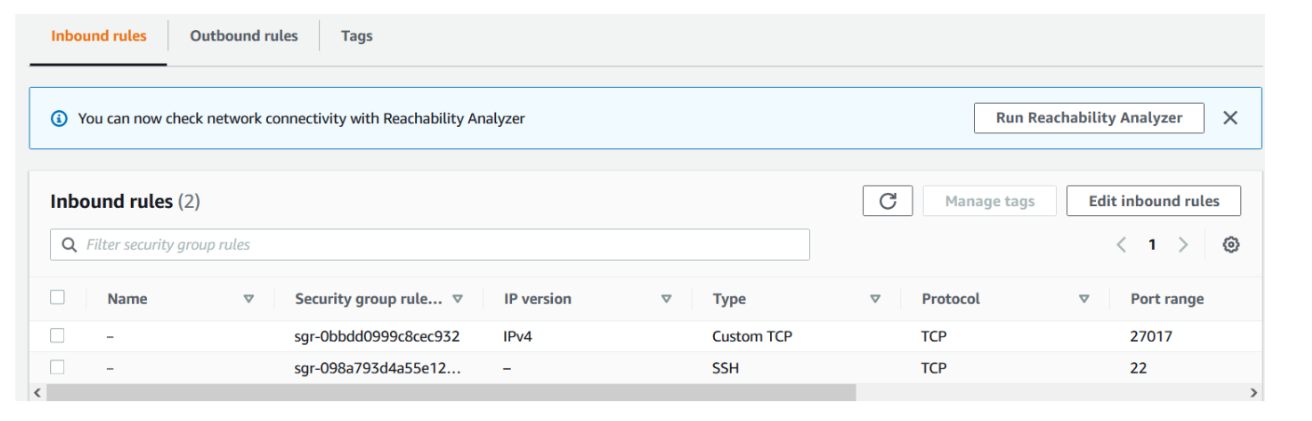 Inbound rules Outbound rules Tags
You can now check network connectivity with Reachability Analyzer Run Reachability Analyzer
Inbound rules (2) Manage tags Edit inbound rules
Filter security group rules 1
Name Security group rule... IP version Type Protocol Port range
– sgr-0bbdd0999c8cec932 IPv4 Custom TCP TCP 27017
– sgr-098a793d4a55e12... – SSH TCP 22